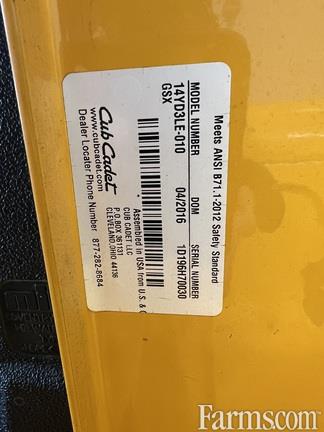 Meets ANSI B71.1-2012 Safety Standard
MODEL NUMBER DOM SERIAL NUMBER
14YD3LE-010 04/2016 1D196H70030
GSX
Cub Cadet
www.cubcadet.com
Dealer Locater Phone Number 877-282-8684
Assembled in USA from U.S. &
CUB CADET LLC
P.O. BOX 361131
CLEVELAND, OHIO 44136
Farms.com